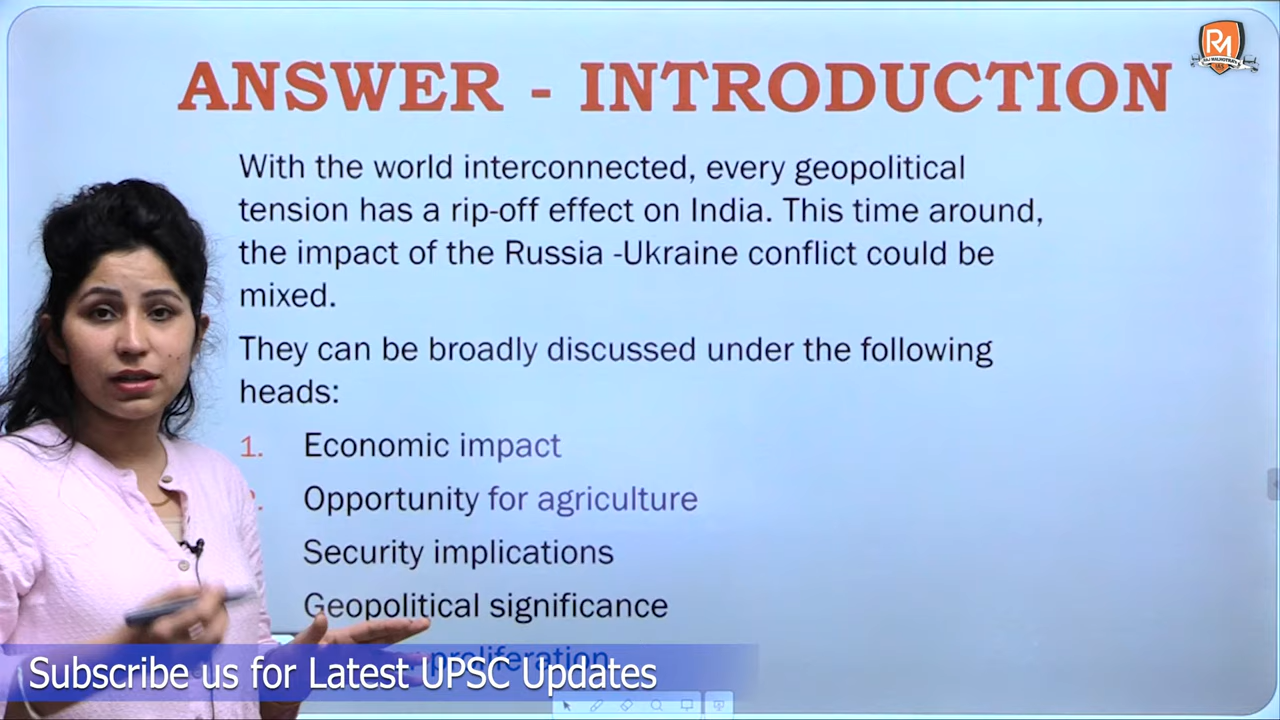 RM
ANSWER - INTRODUCTION
With the world interconnected, every geopolitical
tension has a rip-off effect on India. This time around,
the impact of the Russia -Ukraine conflict could be
mixed.
They can be broadly discussed under the following
heads:
1. Economic impact
Opportunity for agriculture
Security implications
Geopolitical significance
proliferation
Subscribe us for Latest UPSC Updates